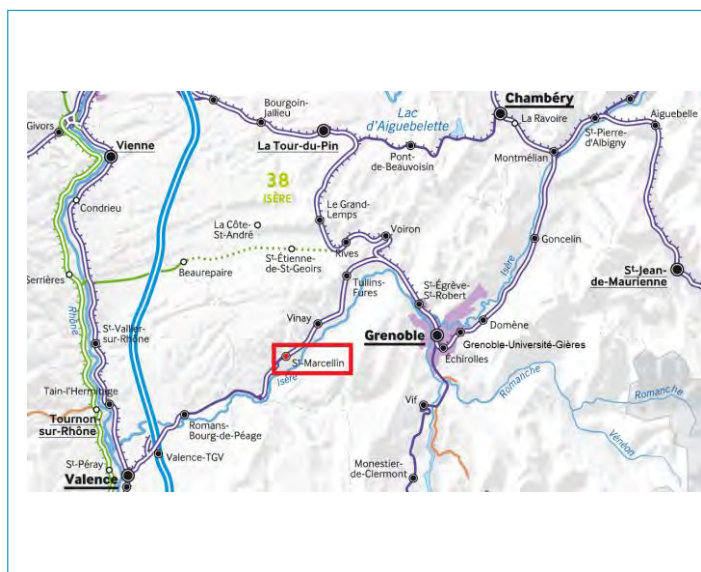 Bourgoin-
Jallieu
Lac
d'Aiguebelette
Chambéry
La Ravoire
St-Pierre-
d'Albigny
Aiguebelle
Givors
Vienne
La Tour-du-Pin
Pont-
de-Beauvoisin
Montmélian
38
ISÈRE
Condrieu
La Côte-
St-André
Le Grand-
Lemps
Voiron
Rives
Isère
Goncelin
St-Jean-
de-Maurienne
Serrières
Beaurepaire
St-Étienne-
de-St-Geoirs
Tullins-
Fures
St-Égrève-
St-Robert
Rhône
St-Vallier-
sur-Rhône
Vinay
Grenoble
Domène
Grenoble-Université-Gières
Échirolles
St-Marcellin
Isère
Romanche
Romanche
Tain-l'Hermitage
Tournon-
sur-Rhône
Romans-
Bourg-de-Péage
Vif
Vénéon
St-Péray
Valence-TGV
Valence
Monestier-
de-Clermont